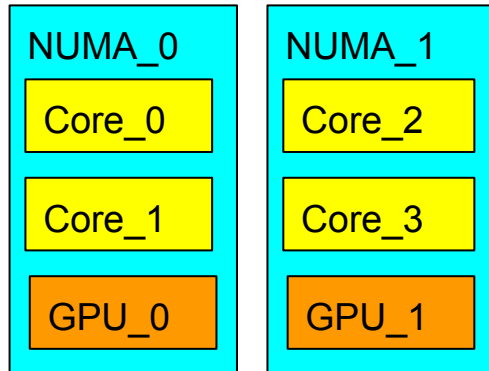 NUMA_0
Core_0
Core_1
GPU_0
NUMA_1
Core_2
Core_3
GPU_1